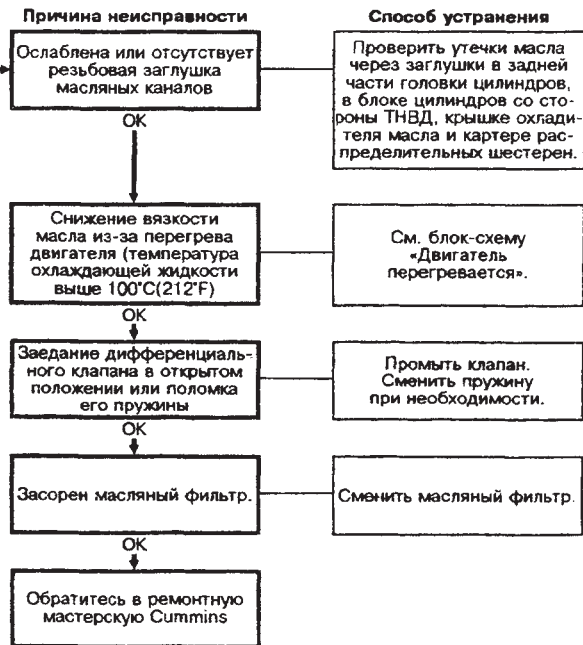 Причина неисправности
Способ устранения
Ослаблена или отсутствует
резьбовая заглушка
масляных каналов
Проверить утечки масла
через заглушки в задней
части головки цилиндров,
в блоке цилиндров со сто-
роны ТНВД, крышке охлади-
теля масла и картере рас-
пределительных шестерен.
ОК
Снижение вязкости
масла из-за перегрева
двигателя (температура
охлаждающей жидкости
выше 100°С(212°F)
См. блок-схему
«Двигатель
перегревается».
ОК
Заедание дифференциаль-
ного клапана в открытом
положении или поломка
его пружины
Промыть клапан.
Сменить пружину
при необходимости.
ОК
Засорен масляный фильтр.
Сменить масляный фильтр.
ОК
Обратитесь в ремонтную
мастерскую Cummins